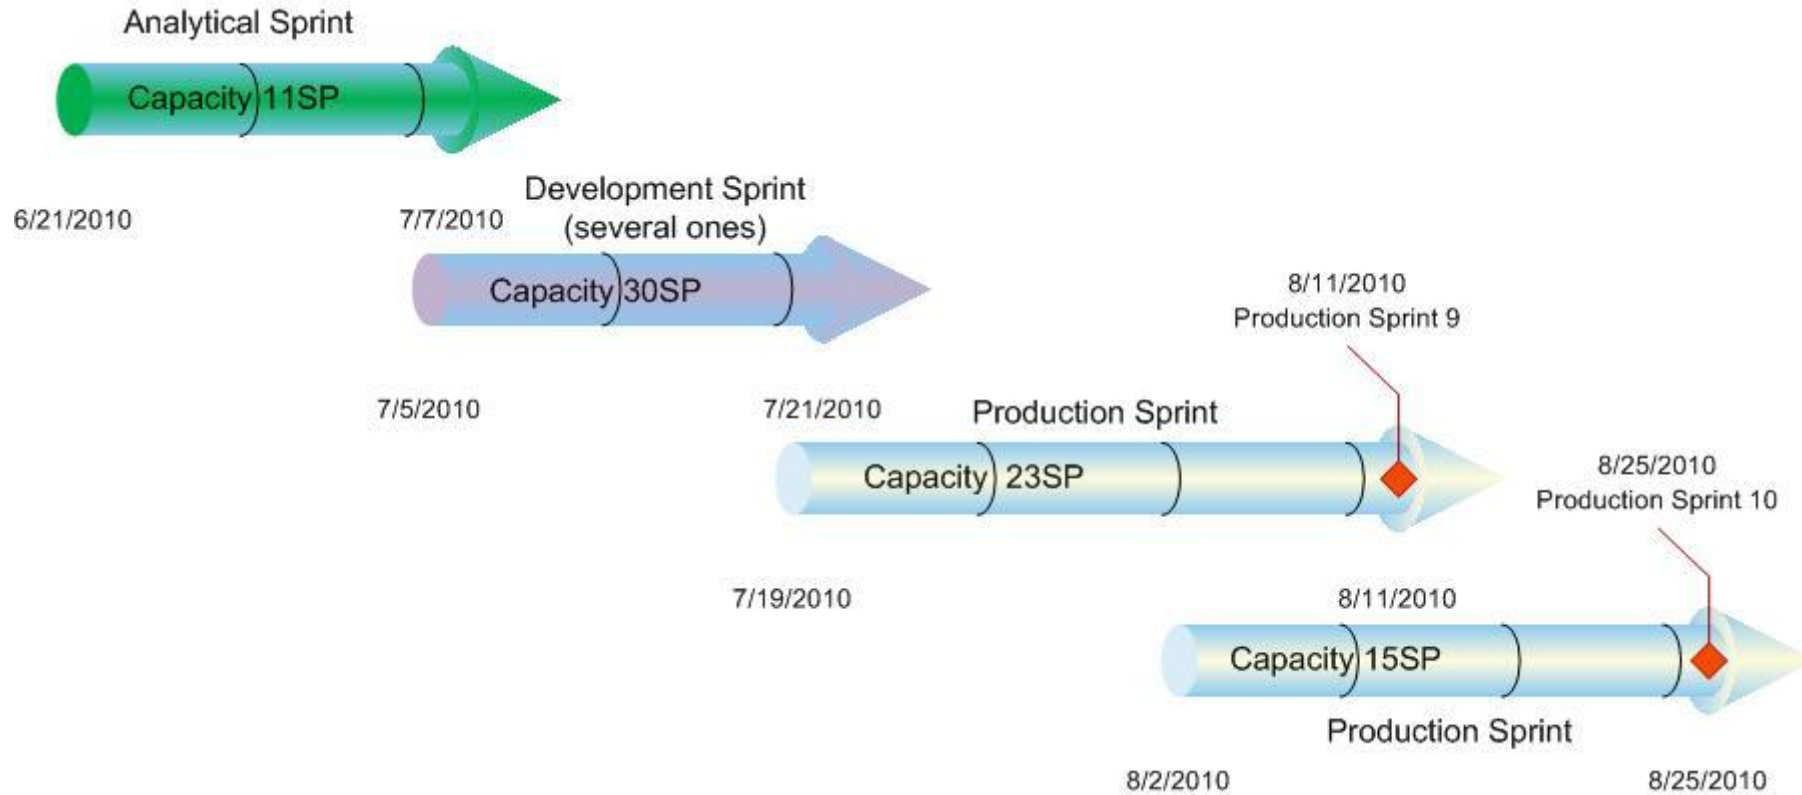 Analytical Sprint
Capacity 11SP
6/21/2010
7/7/2010
Development Sprint
(several ones)
Capacity 30SP
7/5/2010
7/21/2010
8/11/2010
Production Sprint 9
Production Sprint
Capacity 23SP
7/19/2010
8/11/2010
8/25/2010
Production Sprint 10
Capacity 15SP
Production Sprint
8/2/2010
8/25/2010